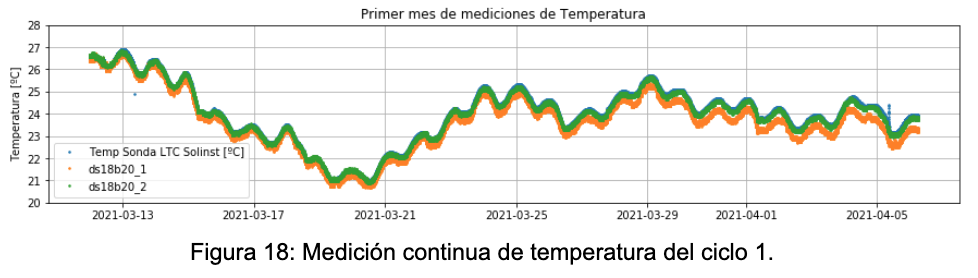 Primer mes de mediciones de Temperatura
Temperatura [ºC]
28
27
26
25
24
23
22
21
20
Temp Sonda LTC Solinst [ºC]
ds18b20_1
ds18b20_2
2021-03-13 2021-03-17 2021-03-21 2021-03-25 2021-03-29 2021-04-01 2021-04-05
Figura 18: Medición continua de temperatura del ciclo 1.